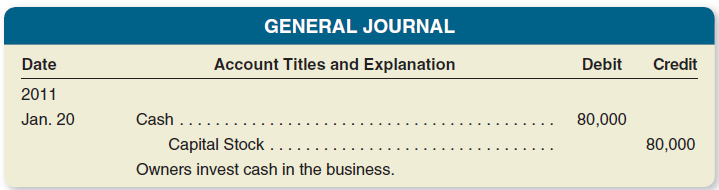 GENERAL JOURNAL
Date Account Titles and Explanation Debit Credit
2011
Jan. 20 Cash . . . . . . . . . . . . . . . . . . . . . . . . . . . . . . . . . . . . . . . . . . 80,000
Capital Stock . . . . . . . . . . . . . . . . . . . . . . . . . . . . . . . . 80,000
Owners invest cash in the business.